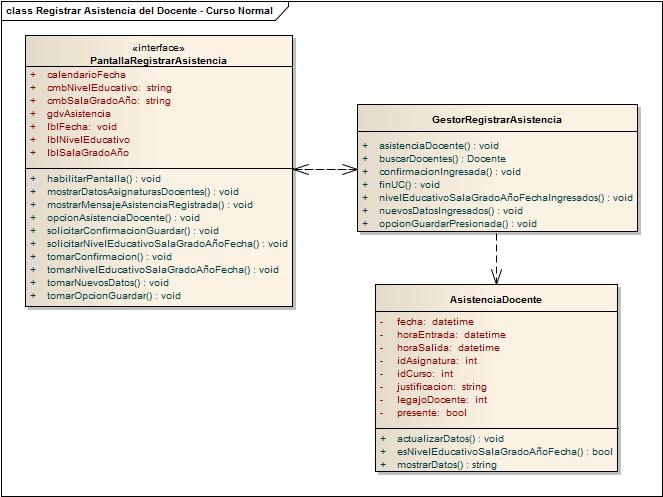 class Registrar Asistencia del Docente - Curso Normal
«interface»
PantallaRegistrarAsistencia
+ calendarioFecha
+ cmbNivelEducativo: string
+ cmbSalaGradoAño: string
+ gdvAsistencia
+ lblFecha: void
+ lblNivelEducativo
+ lblSalaGradoAño
+ habilitarPantalla() : void
+ mostrarDatosAsignaturasDocentes() : void
+ mostrarMensajeAsistenciaRegistrada() : void
+ opcionAsistenciaDocente() : void
+ solicitarConfirmacionGuardar() : void
+ solicitarNivelEducativoSalaGradoAñoFecha() : void
+ tomarConfirmacion() : void
+ tomarNivelEducativoSalaGradoAñoFecha() : void
+ tomarNuevosDatos() : void
+ tomarOpcionGuardar() : void
GestorRegistrarAsistencia
+ asistenciaDocente() : void
+ buscarDocentes() : Docente
+ confirmacionIngresada() : void
+ finUC() : void
+ nivelEducativoSalaGradoAñoFechaIngresados() : void
+ nuevosDatosIngresados() : void
+ opcionGuardarPresionada() : void
AsistenciaDocente
- fecha: datetime
- horaEntrada: datetime
- horaSalida: datetime
- idAsignatura: int
- idCurso: int
- justificacion: string
- legajoDocente: int
- presente: bool
+ actualizarDatos() : void
+ esNivelEducativoSalaGradoAñoFecha() : bool
+ mostrarDatos() : string